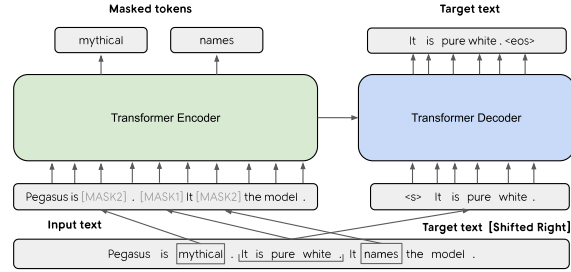 Masked tokens
Target text
mythical
names
It is pure white . <eos>
Transformer Encoder
Transformer Decoder
Pegasus is [MASK2] . [MASK1] It [MASK2] the model .
<s> It is pure white .
Input text
Target text [Shifted Right]
Pegasus is mythical . It is pure white . It names the model .